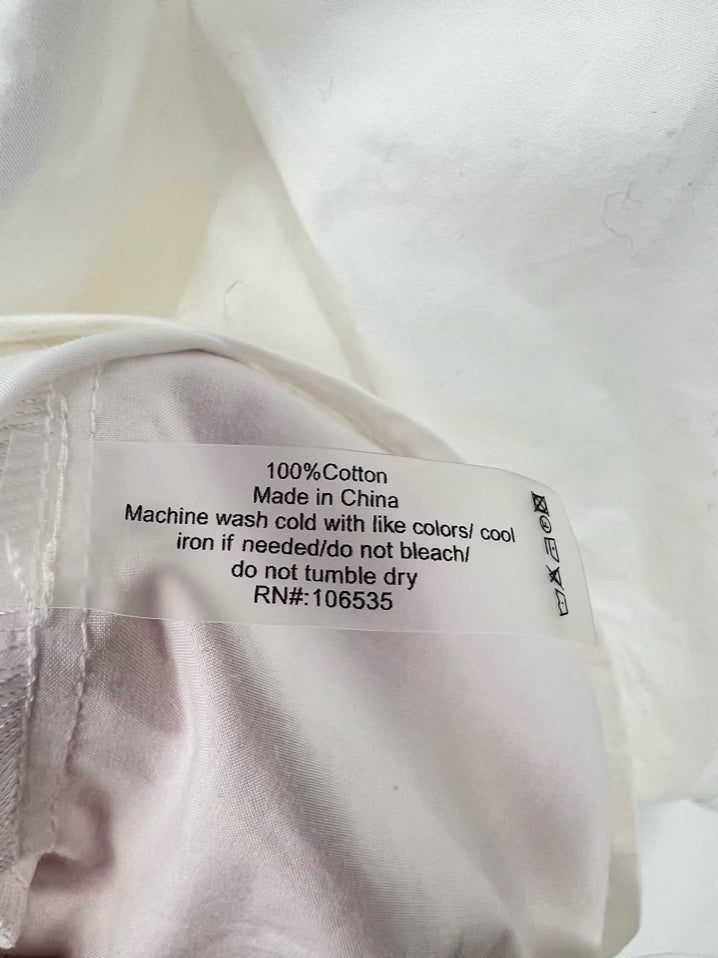 100%Cotton
Made in China
Machine wash cold with like colors/ cool
iron if needed/do not bleach/
do not tumble dry
RN#:106535